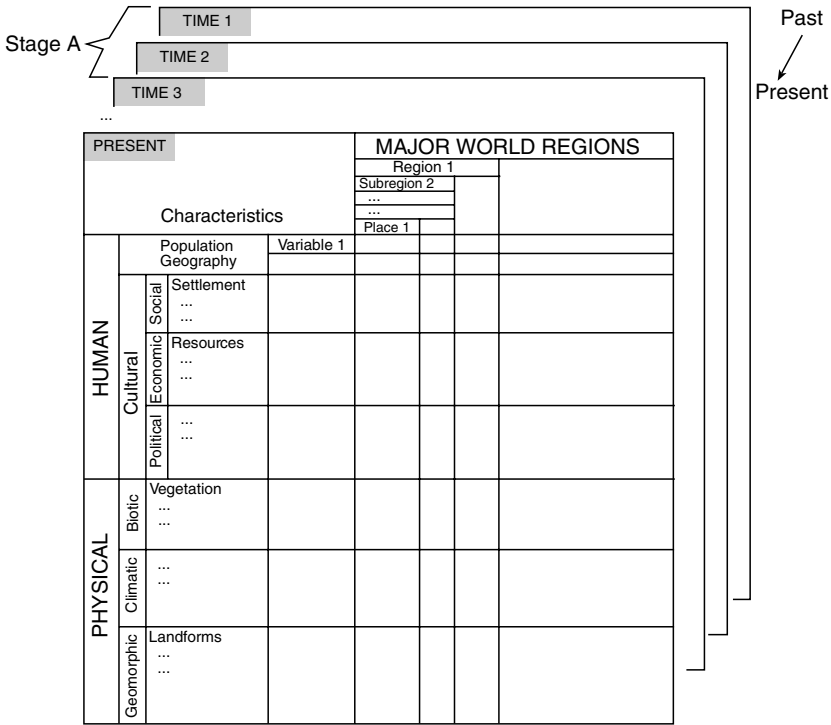 TIME 1
Past
Stage A
TIME 2
TIME 3
Present
...
PRESENT
MAJOR WORLD REGIONS
Region 1
Subregion 2
...
...
Characteristics
Place 1
Population
Geography
Variable 1
HUMAN
Cultural
Social
Settlement
...
...
Economic
Resources
...
...
Political
...
...
PHYSICAL
Biotic
Vegetation
...
...
Climatic
...
...
Geomorphic
Landforms
...
...